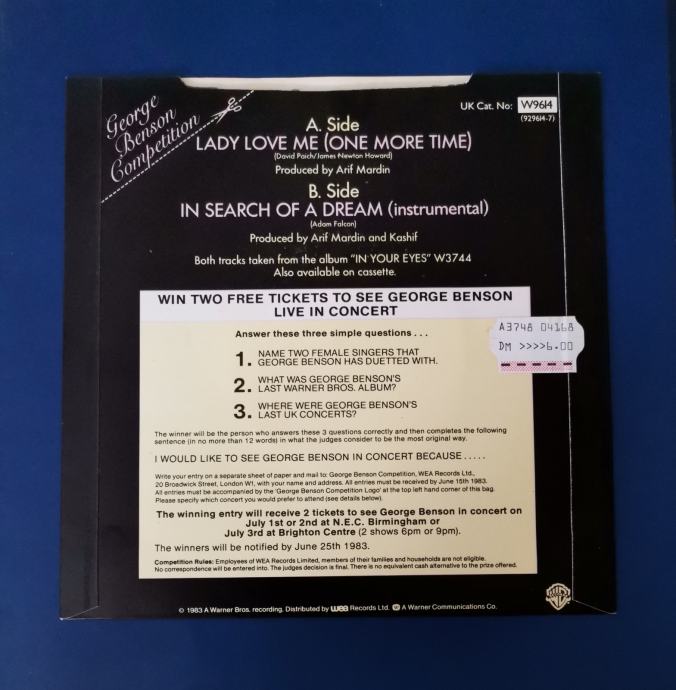 George
Benson
Competition
UK Cat. No: W9614
(929614-7)
A. Side
LADY LOVE ME (ONE MORE TIME)
(David Paich/James Newton Howard)
Produced by Arif Mardin
B. Side
IN SEARCH OF A DREAM (instrumental)
(Adam Falcon)
Produced by Arif Mardin and Kashif
Both tracks taken from the album "IN YOUR EYES" W3744
Also available on cassette.
WIN TWO FREE TICKETS TO SEE GEORGE BENSON
LIVE IN CONCERT
A3748 04168
DM >>>>6.00
Answer these three simple questions . . .
1. NAME TWO FEMALE SINGERS THAT
GEORGE BENSON HAS DUETTED WITH.
2. WHAT WAS GEORGE BENSON'S
LAST WARNER BROS. ALBUM?
3. WHERE WERE GEORGE BENSON'S
LAST UK CONCERTS?
The winner will be the person who answers these 3 questions correctly and then completes the following
sentence (in no more than 12 words) in what the judges consider to be the most original way.
I WOULD LIKE TO SEE GEORGE BENSON IN CONCERT BECAUSE . . . . .
Write your entry on a separate sheet of paper and mail to: George Benson Competition, WEA Records Ltd.,
20 Broadwick Street, London W1, with your name and address. All entries must be received by June 15th 1983.
All entries must be accompanied by the 'George Benson Competition Logo' at the top left hand corner of this bag.
Please specify which concert you would prefer to attend (see details below).
The winning entry will receive 2 tickets to see George Benson in concert on
July 1st or 2nd at N.E.C. Birmingham or
July 3rd at Brighton Centre (2 shows 6pm or 9pm).
The winners will be notified by June 25th 1983.
Competition Rules: Employees of WEA Records Limited, members of their families and households are not eligible.
No correspondence will be entered into. The judges decision is final. There is no equivalent cash alternative to the prize offered.
© 1983 A Warner Bros. recording. Distributed by wea Records Ltd. A Warner Communications Co.